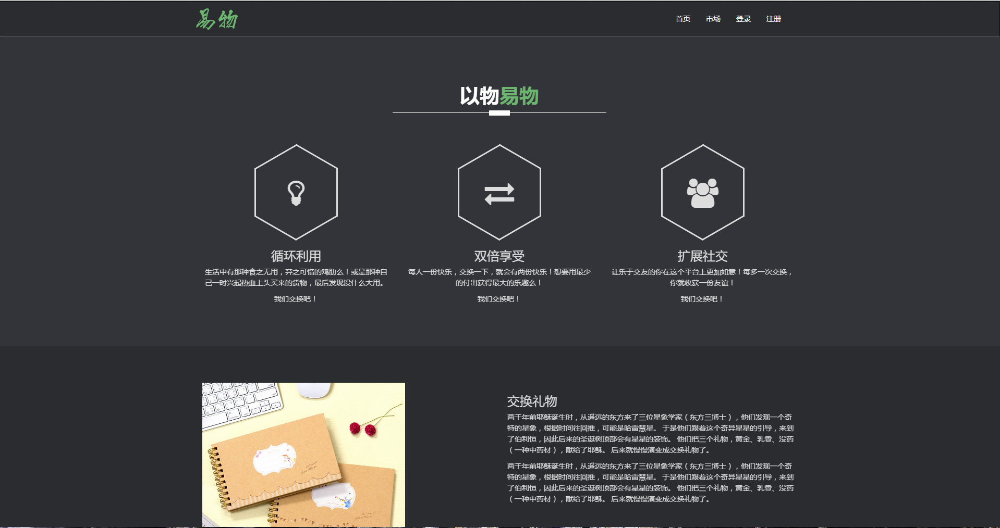 易物
首页 市场 登录 注册
以物易物
循环利用
生活中有那种食之无用，弃之可惜的鸡肋么！或是那种自
己一时兴起热血上头买来的货物，最后发现没什么大用。
我们交换吧！
双倍享受
每人一份快乐，交换一下，就会有两份快乐！想要用最少
的付出获得最大的乐趣么！
我们交换吧！
扩展社交
让乐于交友的你在这个平台上更加如意！每多一次交换，
你就收获一份友谊！
我们交换吧！
交换礼物
两千年前耶稣诞生时，从遥远的东方来了三位星象学家（东方三博士），他们发现一个奇
特的星象，根据时间往回推，可能是哈雷慧星。 于是他们跟着这个奇异星星的引导，来到
了伯利恒，因此后来的圣诞树顶部会有星星的装饰。 他们把三个礼物，黄金、乳香、没药
（一种中药材），献给了耶稣。 后来就慢慢演变成交换礼物了。
两千年前耶稣诞生时，从遥远的东方来了三位星象学家（东方三博士），他们发现一个奇
特的星象，根据时间往回推，可能是哈雷慧星。 于是他们跟着这个奇异星星的引导，来到
了伯利恒，因此后来的圣诞树顶部会有星星的装饰。 他们把三个礼物，黄金、乳香、没药
（一种中药材），献给了耶稣。 后来就慢慢演变成交换礼物了。